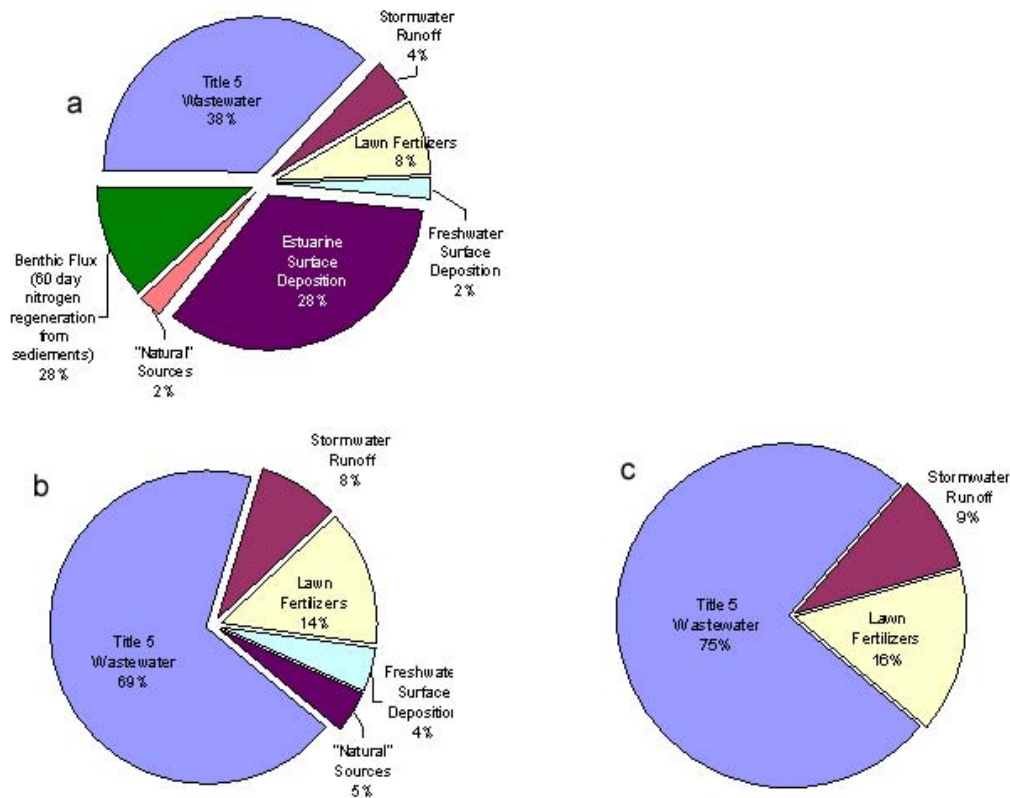 a
Title 5
Wastewater
38%
Stormwater
Runoff
4%
Lawn Fertilizers
8%
Freshwater
Surface
Deposition
2%
Estuarine
Surface
Deposition
28%
"Natural"
Sources
2%
Benthic Flux
(60 day
nitrogen
regeneration
from
sediements)
28%
b
Title 5
Wastewater
69%
Stormwater
Runoff
8%
Lawn
Fertilizers
14%
Freshwate
Surface
Deposition
4%
"Natural"
Sources
5%
c
Title 5
Wastewater
75%
Stormwater
Runoff
9%
Lawn
Fertilizers
16%